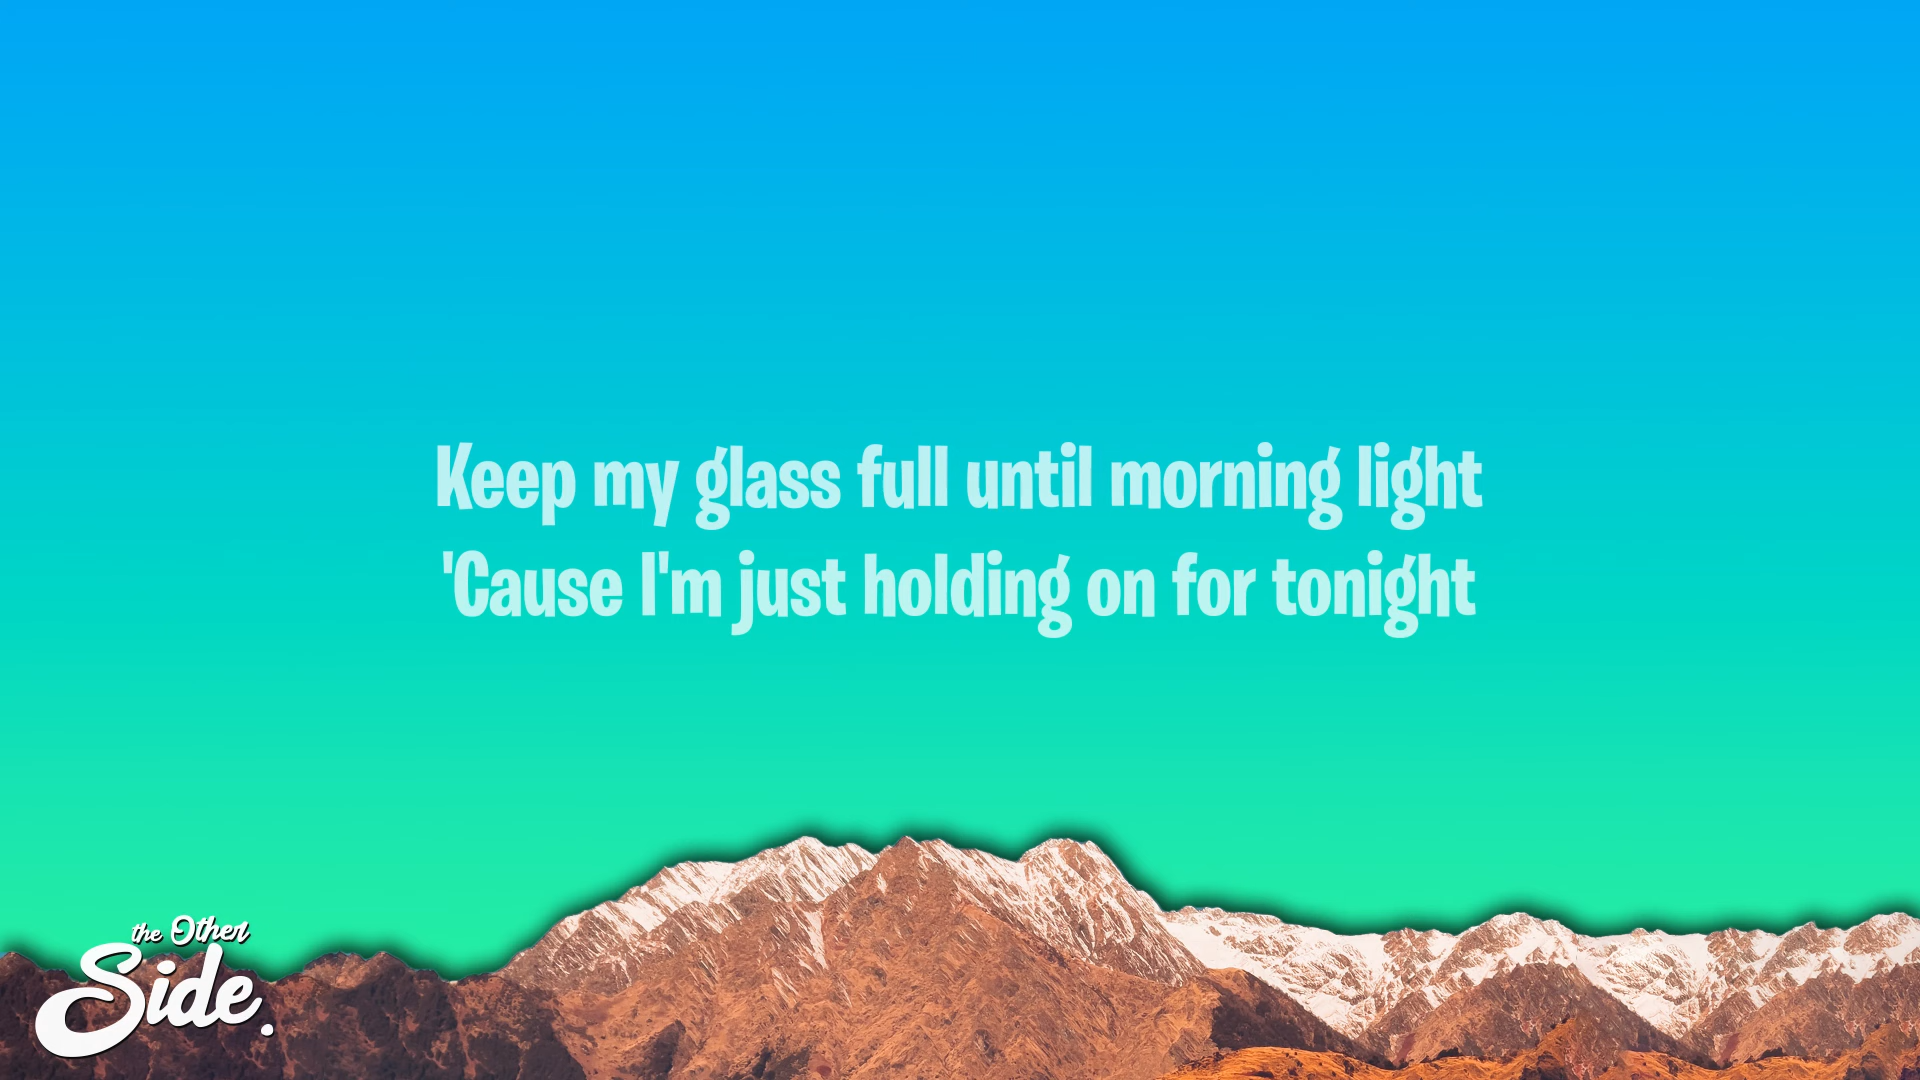 Keep my glass full until morning light
'Cause I'm just holding on for tonight
the Other
Side.